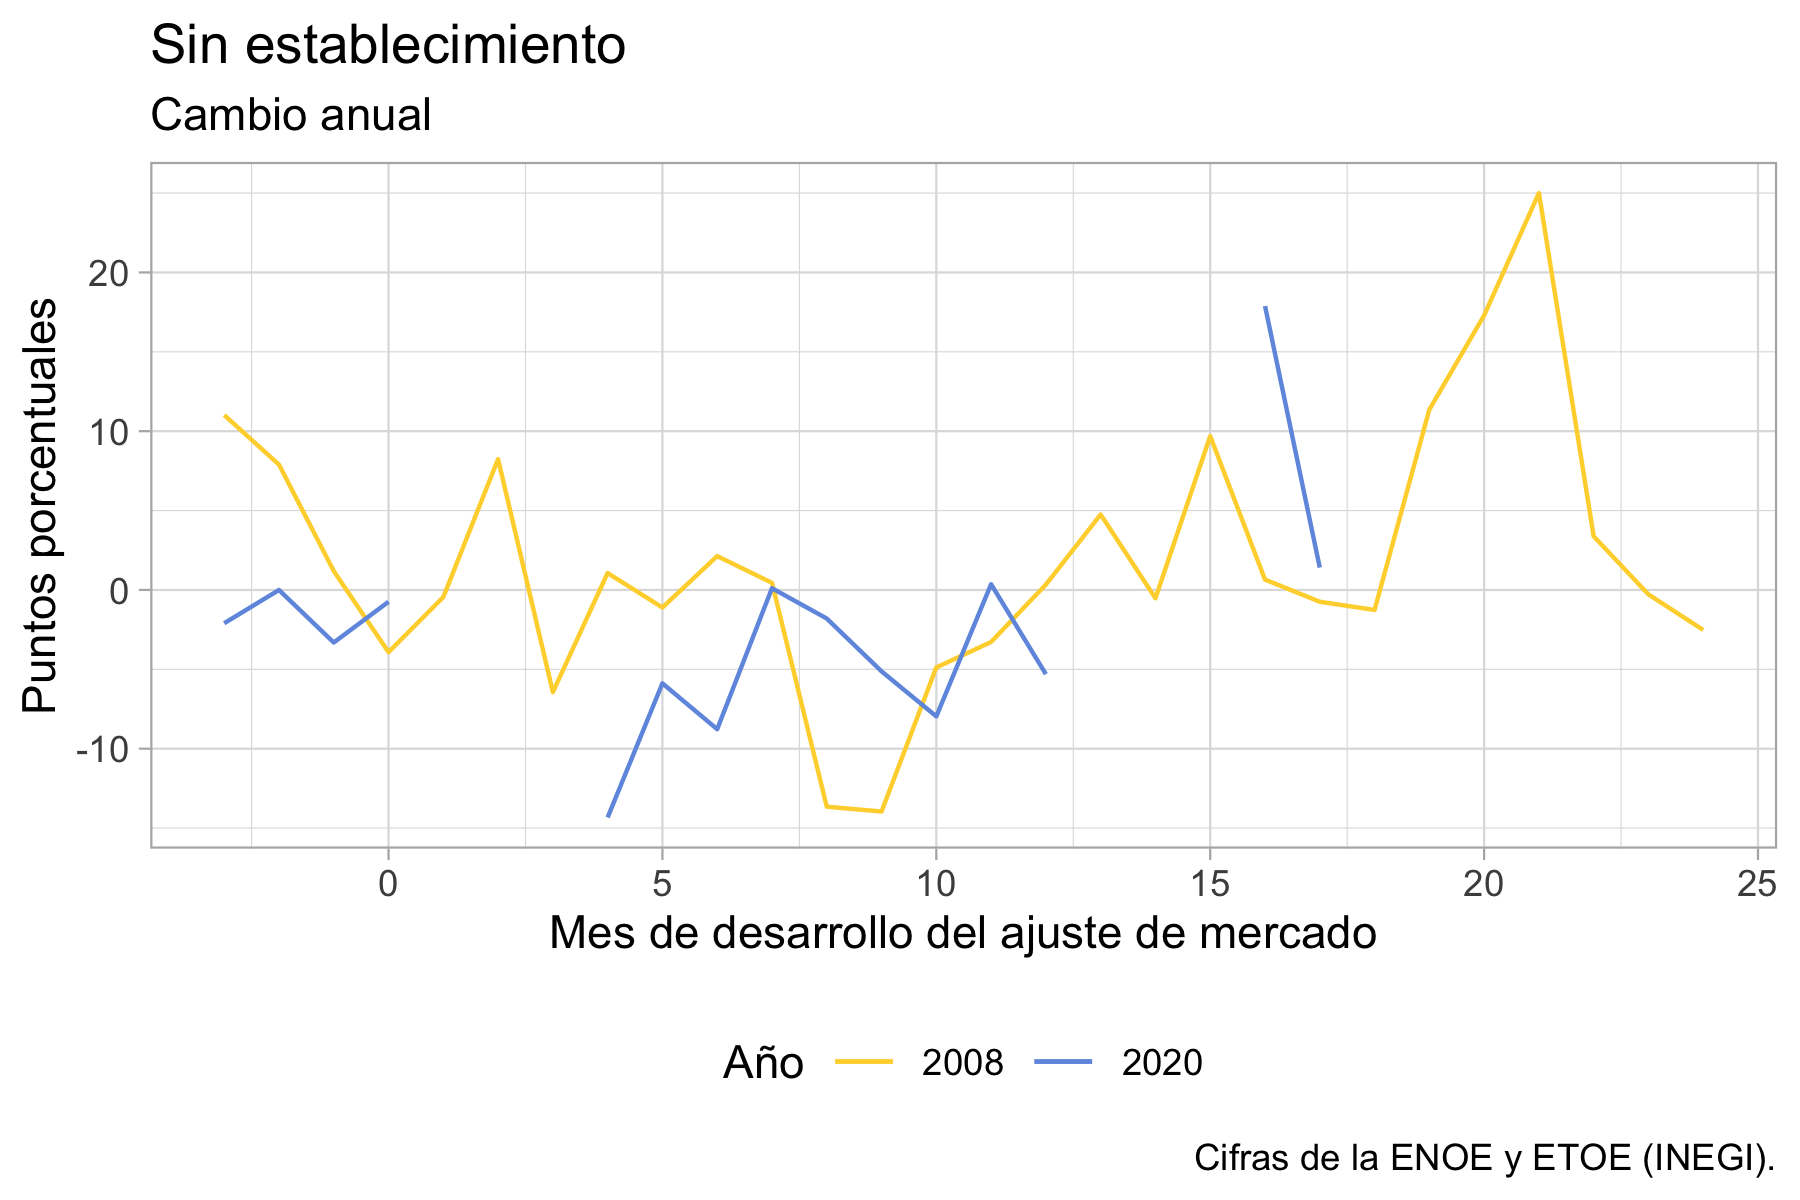 Sin establecimiento
Cambio anual
Puntos porcentuales
20
10
0
-10
0 5 10 15 20 25
Mes de desarrollo del ajuste de mercado
Año 2008 2020
Cifras de la ENOE y ETOE (INEGI).